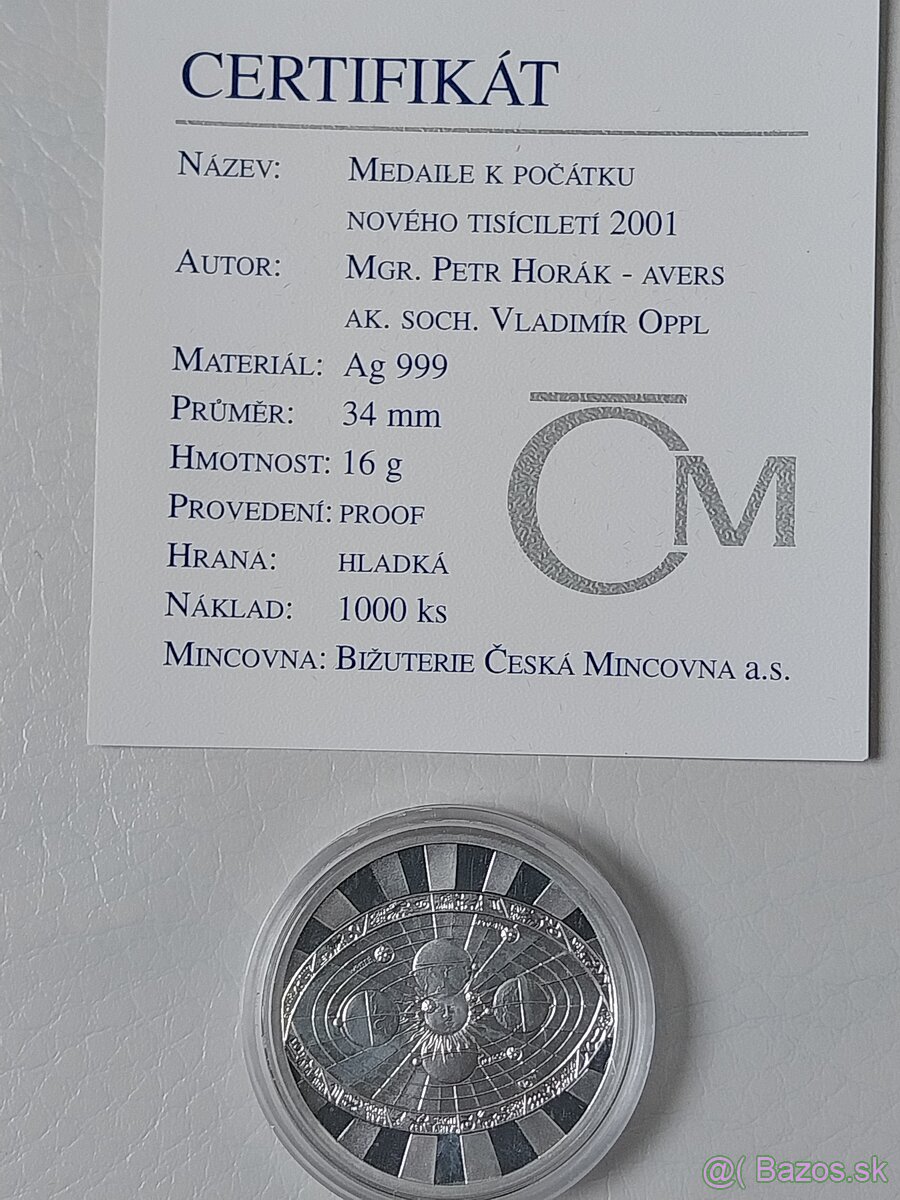 CERTIFIKÁT
NÁZEV: MEDAILE K POČÁTKU
NOVÉHO TISÍCILETÍ 2001
AUTOR: MGR. PETR HORÁK - AVERS
AK. SOCH. VLADIMÍR OPPL
MATERIÁL: Ag 999
PRŮMĚR: 34 mm
HMOTNOST: 16 g
PROVEDENÍ: PROOF
HRANA: HLADKÁ
NÁKLAD: 1000 ks
MINCOVNA: BIŽUTERIE ČESKÁ MINCOVNA a.s.
ČM
@( Bazos.sk